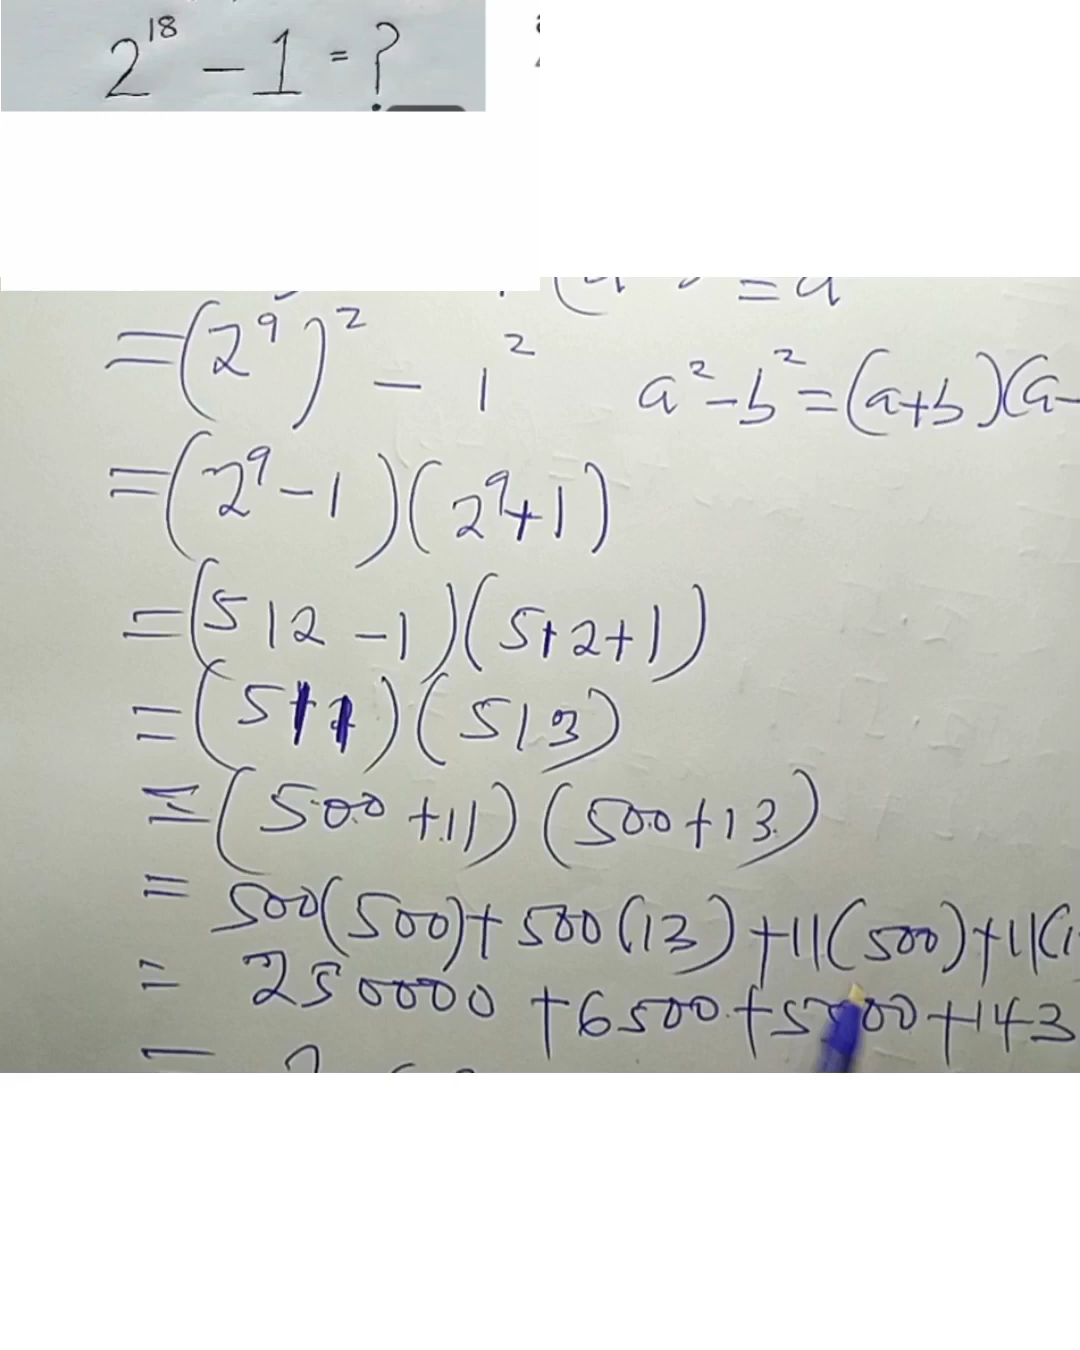 2^18 - 1 = ?
= (2^9)^2 - 1^2
a^2 - b^2 = (a+b)(a-
= (2^9 - 1)(2^9 + 1)
= (512 - 1)(512 + 1)
= (511)(513)
= (500 + 11)(500 + 13)
= 500(500) + 500(13) + 11(500) + 11(1
= 250000 + 6500 + 5500 + 143